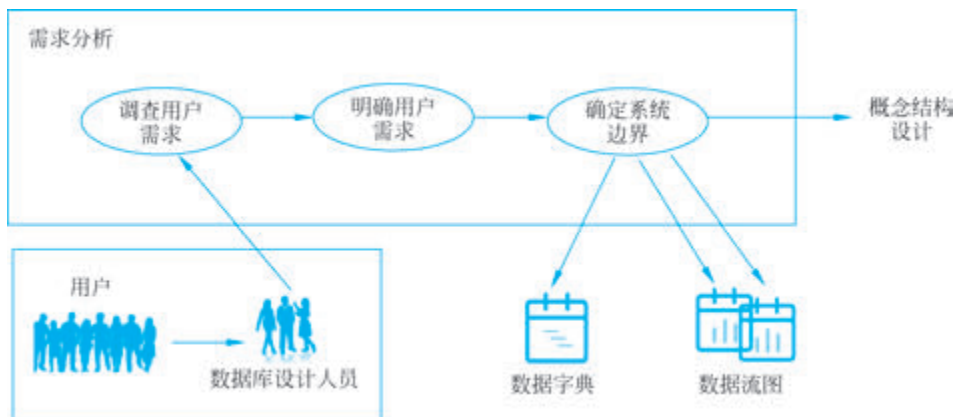 需求分析
调查用户
需求
明确用户
需求
确定系统
边界
概念结构
设计
用户
数据库设计人员
数据字典
数据流图